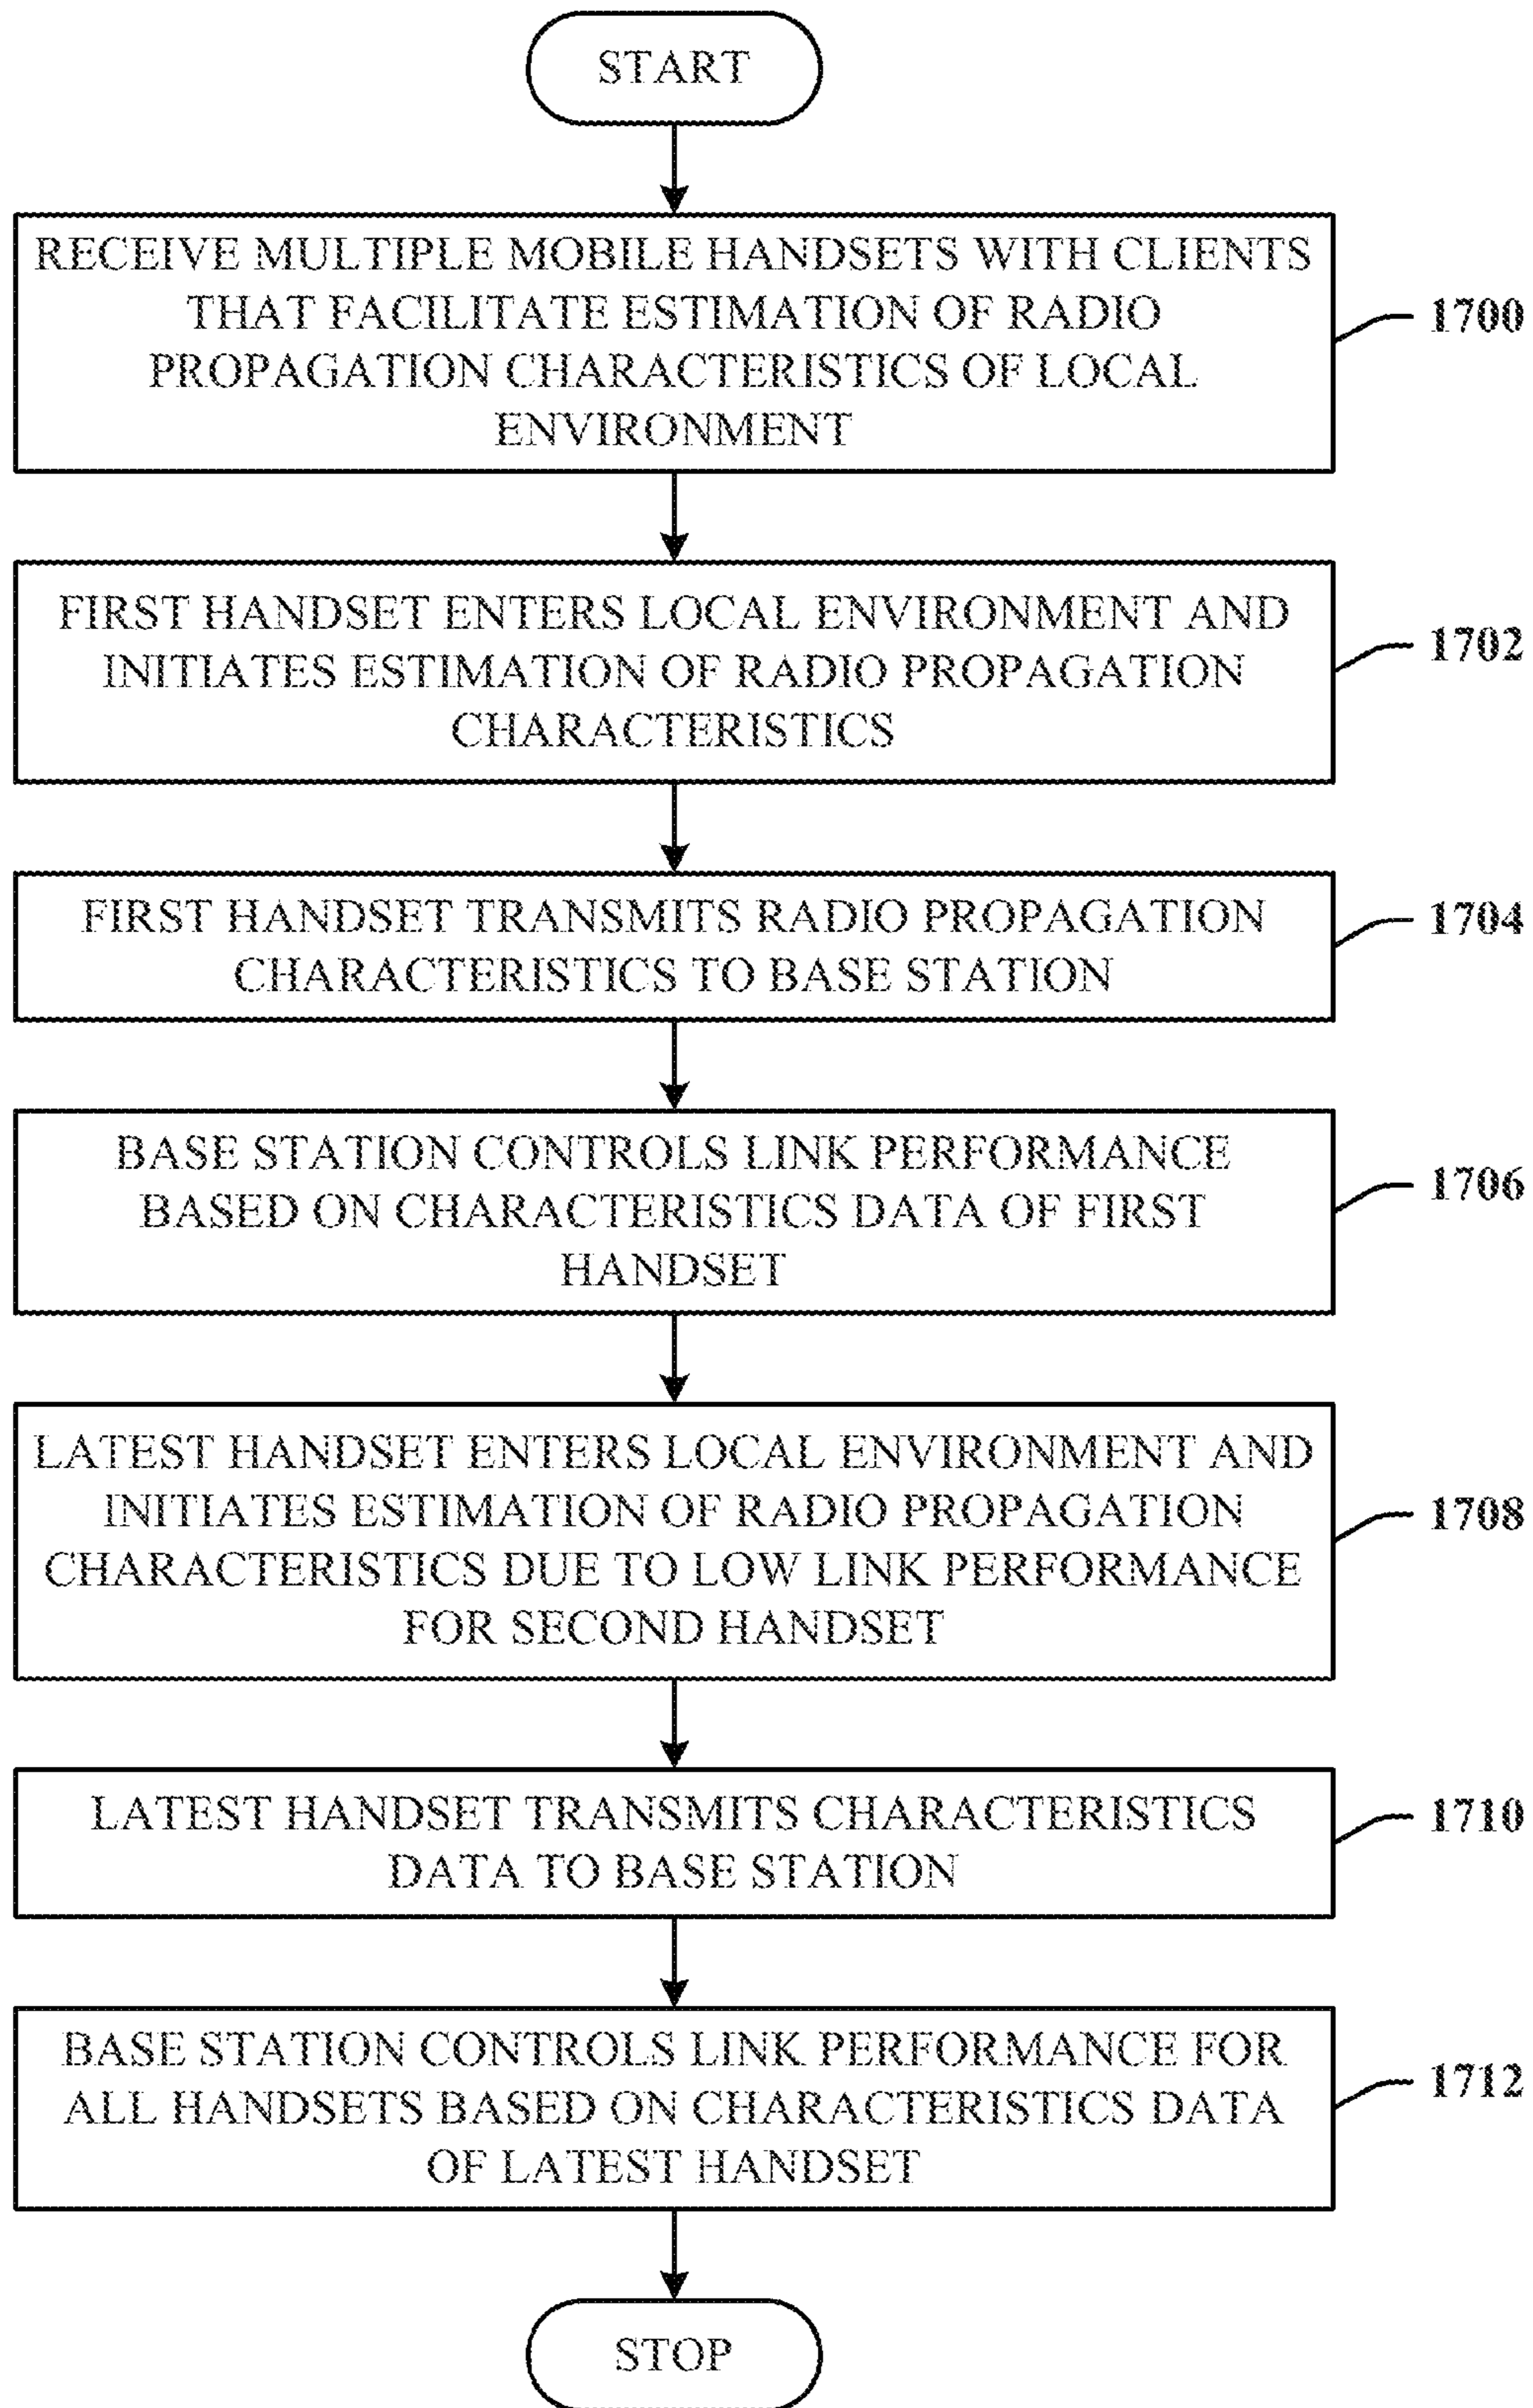 START
RECEIVE MULTIPLE MOBILE HANDSETS WITH CLIENTS
THAT FACILITATE ESTIMATION OF RADIO
PROPAGATION CHARACTERISTICS OF LOCAL
ENVIRONMENT
1700
FIRST HANDSET ENTERS LOCAL ENVIRONMENT AND
INITIATES ESTIMATION OF RADIO PROPAGATION
CHARACTERISTICS
1702
FIRST HANDSET TRANSMITS RADIO PROPAGATION
CHARACTERISTICS TO BASE STATION
1704
BASE STATION CONTROLS LINK PERFORMANCE
BASED ON CHARACTERISTICS DATA OF FIRST
HANDSET
1706
LATEST HANDSET ENTERS LOCAL ENVIRONMENT AND
INITIATES ESTIMATION OF RADIO PROPAGATION
CHARACTERISTICS DUE TO LOW LINK PERFORMANCE
FOR SECOND HANDSET
1708
LATEST HANDSET TRANSMITS CHARACTERISTICS
DATA TO BASE STATION
1710
BASE STATION CONTROLS LINK PERFORMANCE FOR
ALL HANDSETS BASED ON CHARACTERISTICS DATA
OF LATEST HANDSET
1712
STOP